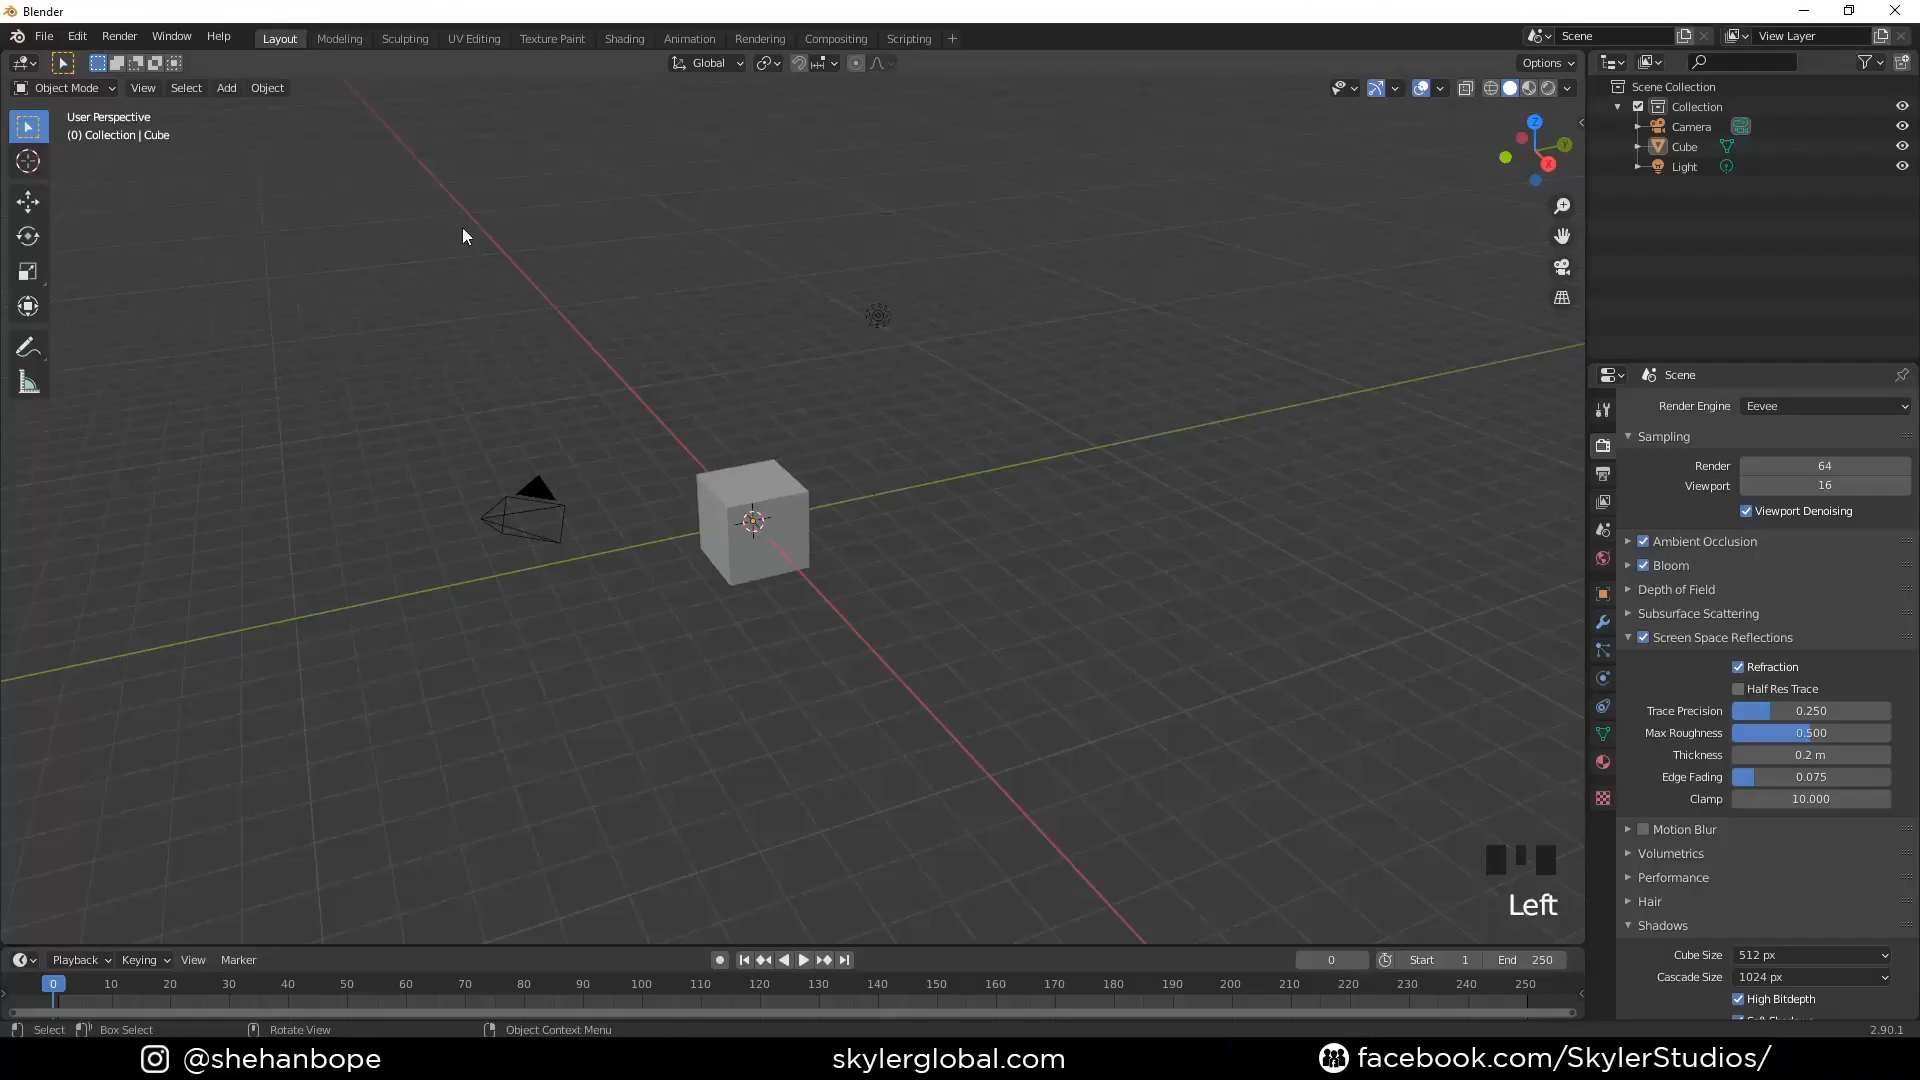 Blender
File Edit Render Window Help Layout Modeling Sculpting UV Editing Texture Paint Shading Animation Rendering Compositing Scripting + Scene View Layer
Global Options
Object Mode View Select Add Object
User Perspective
(0) Collection | Cube
Z
Y
X
Scene Collection
Collection
Camera
Cube
Light
Scene
Render Engine Eevee
Sampling
Render 64
Viewport 16
Viewport Denoising
Ambient Occlusion
Bloom
Depth of Field
Subsurface Scattering
Screen Space Reflections
Refraction
Half Res Trace
Trace Precision 0.250
Max Roughness 0.500
Thickness 0.2 m
Edge Fading 0.075
Clamp 10.000
Motion Blur
Volumetrics
Performance
Hair
Shadows
Cube Size 512 px
Cascade Size 1024 px
High Bitdepth
Left
Playback Keying View Marker 0 Start 1 End 250
0 10 20 30 40 50 60 70 80 90 100 110 120 130 140 150 160 170 180 190 200 210 220 230 240 250
Select Box Select Rotate View Object Context Menu 2.90.1
@shehanbope skylerglobal.com facebook.com/SkylerStudios/